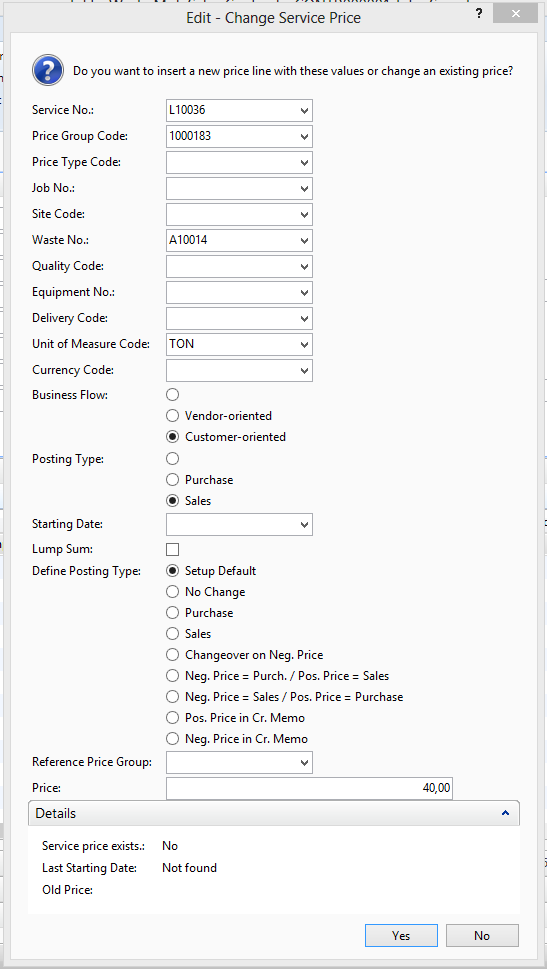 Edit - Change Service Price
?
Do you want to insert a new price line with these values or change an existing price?
Service No.: L10036
Price Group Code: 1000183
Price Type Code:
Job No.:
Site Code:
Waste No.: A10014
Quality Code:
Equipment No.:
Delivery Code:
Unit of Measure Code: TON
Currency Code:
Business Flow:
Vendor-oriented
Customer-oriented
Posting Type:
Purchase
Sales
Starting Date:
Lump Sum:
Define Posting Type: Setup Default
No Change
Purchase
Sales
Changeover on Neg. Price
Neg. Price = Purch. / Pos. Price = Sales
Neg. Price = Sales / Pos. Price = Purchase
Pos. Price in Cr. Memo
Neg. Price in Cr. Memo
Reference Price Group:
Price: 40,00
Details
Service price exists.: No
Last Starting Date: Not found
Old Price:
Yes No